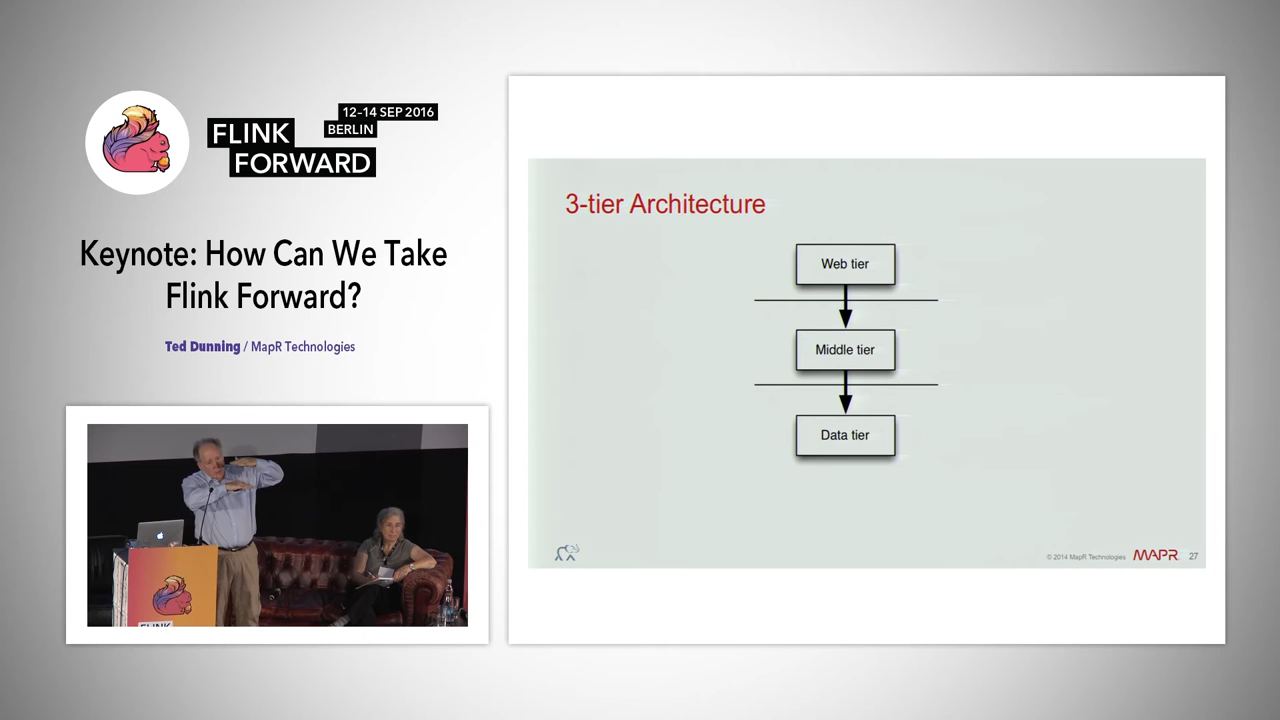 12–14 SEP 2016
BERLIN
FLINK
FORWARD
Keynote: How Can We Take
Flink Forward?
Ted Dunning / MapR Technologies
FLINK
3-tier Architecture
Web tier
Middle tier
Data tier
© 2014 MapR Technologies MAPR 27